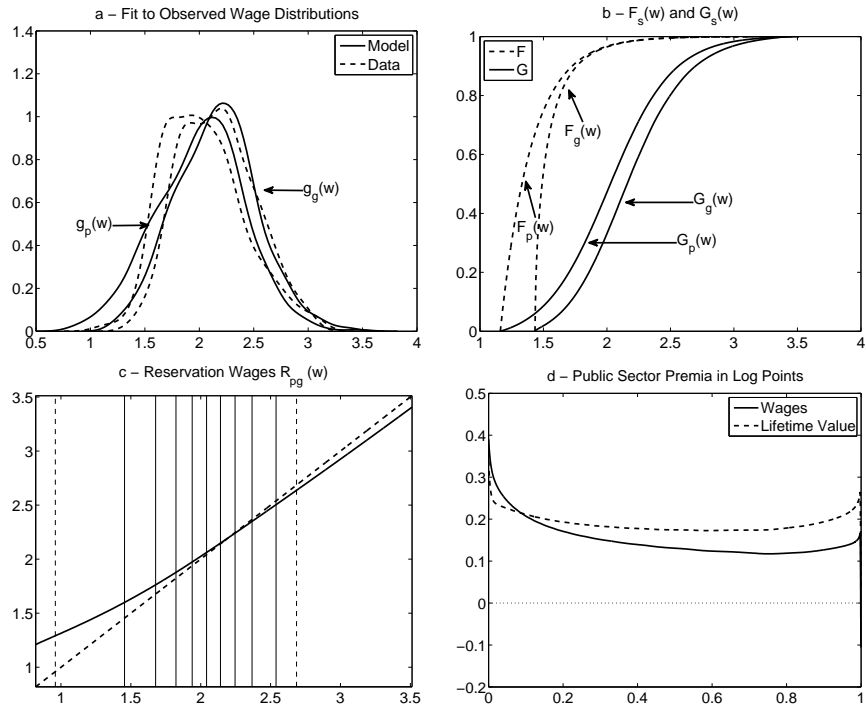 a – Fit to Observed Wage Distributions
1.4
1.2
1
0.8
0.6
0.4
0.2
0
0.5 1 1.5 2 2.5 3 3.5 4
Model
Data
g_p(w)
g_g(w)
b – F_s(w) and G_s(w)
1
0.8
0.6
0.4
0.2
0
1 1.5 2 2.5 3 3.5 4
F
G
F_g(w)
F_p(w)
G_g(w)
G_p(w)
c – Reservation Wages R_pg (w)
3.5
3
2.5
2
1.5
1
1 1.5 2 2.5 3 3.5
d – Public Sector Premia in Log Points
0.5
0.4
0.3
0.2
0.1
0
−0.1
−0.2
0 0.2 0.4 0.6 0.8 1
Wages
Lifetime Value